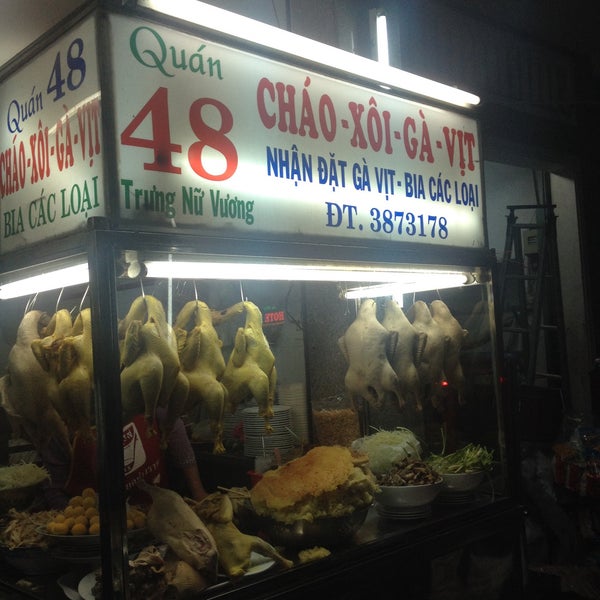 Quán 48
CHÁO-XÔI-GÀ-VỊT
BIA CÁC LOẠI
Quán
48
Trưng Nữ Vương
CHÁO-XÔI-GÀ-VỊT
NHẬN ĐẶT GÀ VỊT-BIA CÁC LOẠI
ĐT. 3873178
HOTE